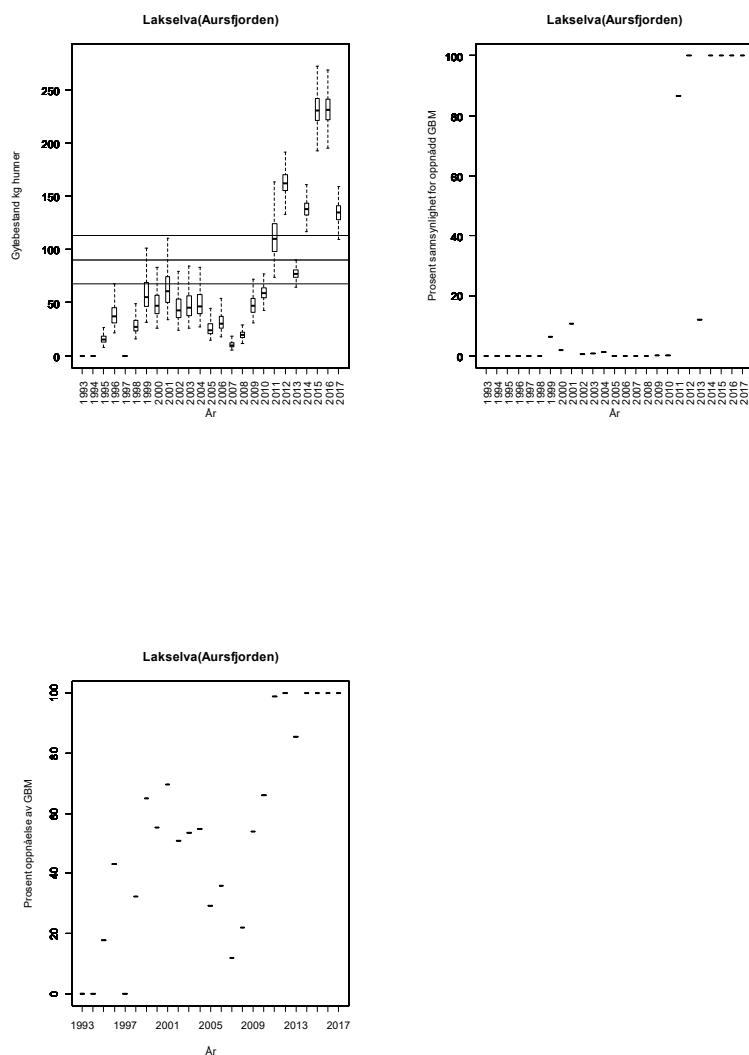 Lakselva(Aursfjorden)
Gytebestand kg hunner
250
200
150
100
50
0
1993 1994 1995 1996 1997 1998 1999 2000 2001 2002 2003 2004 2005 2006 2007 2008 2009 2010 2011 2012 2013 2014 2015 2016 2017
År
Lakselva(Aursfjorden)
Prosent sannsynlighet for oppnådd GBM
100
80
60
40
20
0
1993 1994 1995 1996 1997 1998 1999 2000 2001 2002 2003 2004 2005 2006 2007 2008 2009 2010 2011 2012 2013 2014 2015 2016 2017
År
Lakselva(Aursfjorden)
Prosent oppnåelse av GBM
100
80
60
40
20
0
1993 1997 2001 2005 2009 2013 2017
År